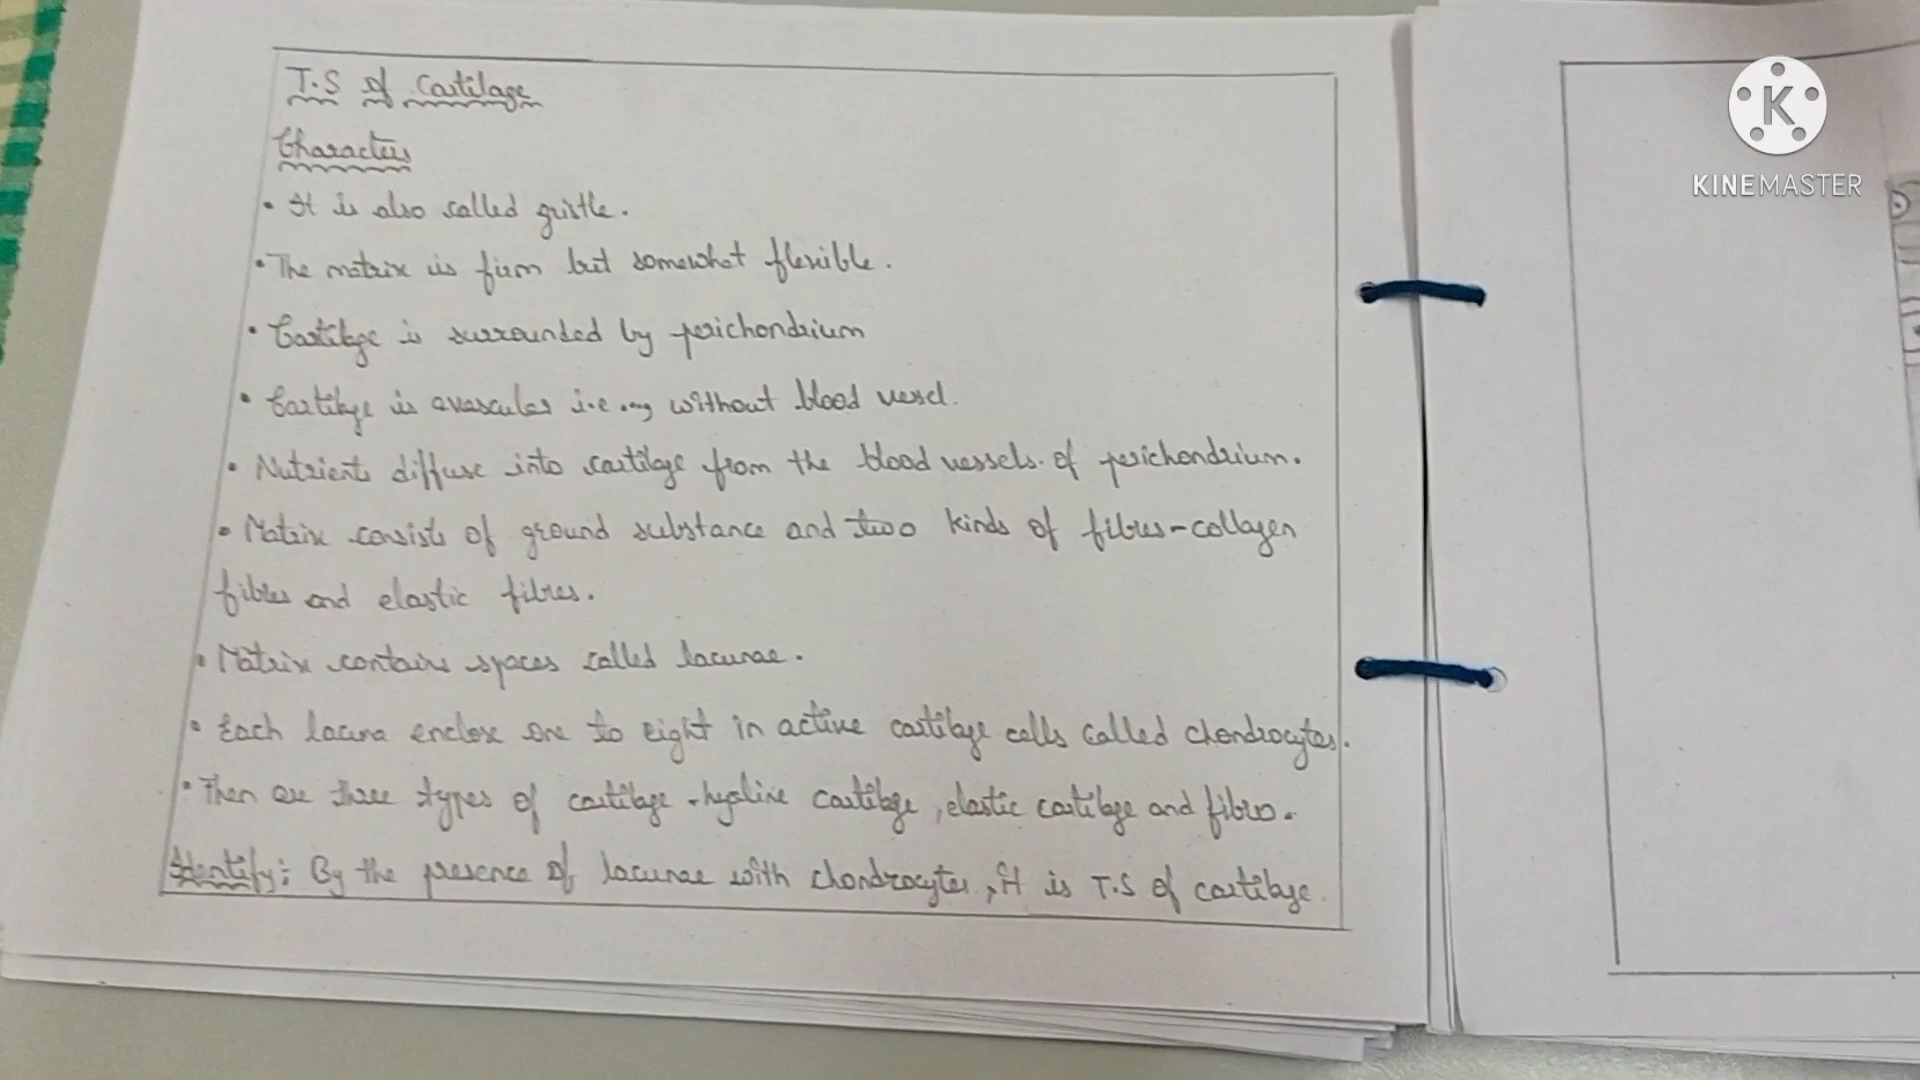 T.S of Cartilage
Characters
• It is also called gristle.
• The matrix is firm but somewhat flexible.
• Cartilage is surrounded by perichondrium
• Cartilage is avascular i.e without blood vessel.
• Nutrients diffuse into cartilage from the blood vessels of perichondrium.
• Matrix consists of ground substance and two kinds of fibres-collagen
fibres and elastic fibres.
• Matrix contains spaces called lacunae.
• Each lacuna enclose one to eight in active cartilage cells called chondrocytes.
• Then are three types of cartilage - hyaline cartilage, elastic cartilage and fibro.
Identify: By the presence of lacunae with chondrocytes, it is T.S of cartilage.
K
KINEMASTER